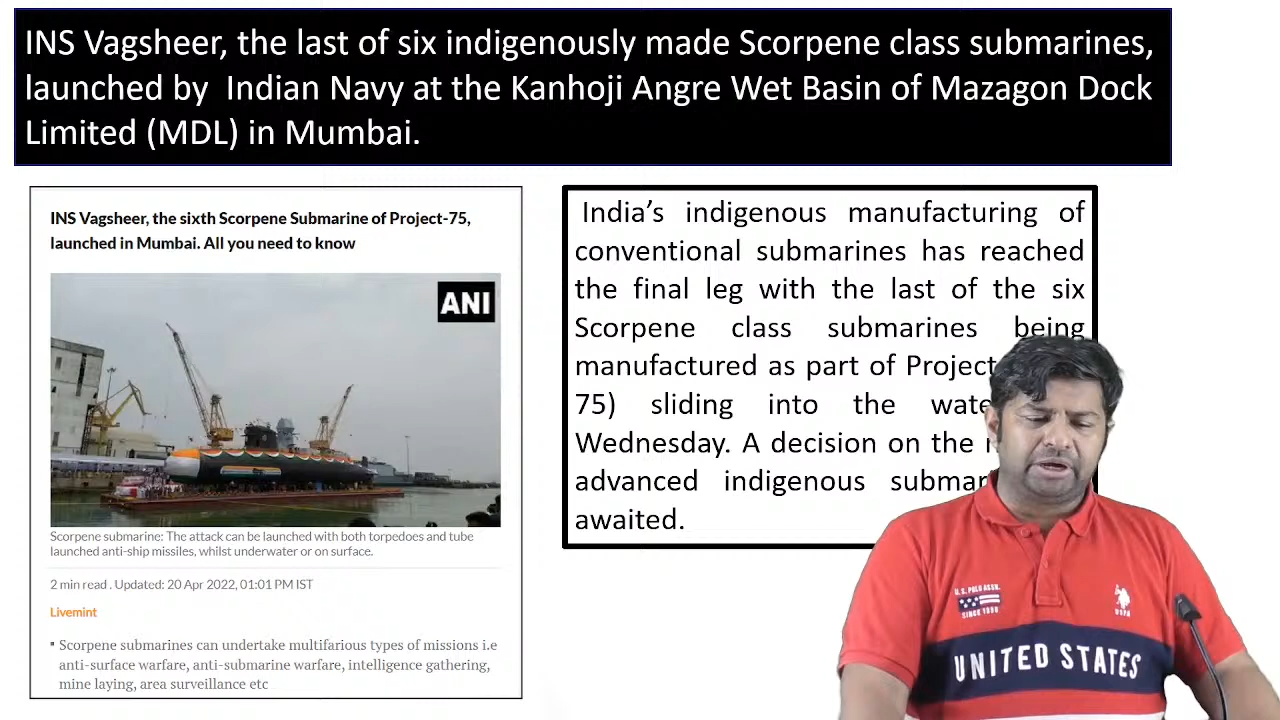 INS Vagsheer, the last of six indigenously made Scorpene class submarines,
launched by Indian Navy at the Kanhoji Angre Wet Basin of Mazagon Dock
Limited (MDL) in Mumbai.
INS Vagsheer, the sixth Scorpene Submarine of Project-75,
launched in Mumbai. All you need to know
ANI
Scorpene submarine: The attack can be launched with both torpedoes and tube
launched anti-ship missiles, whilst underwater or on surface.
2 min read . Updated: 20 Apr 2022, 01:01 PM IST
Livemint
▪ Scorpene submarines can undertake multifarious types of missions i.e
anti-surface warfare, anti-submarine warfare, intelligence gathering,
mine laying, area surveillance etc
India’s indigenous manufacturing of
conventional submarines has reached
the final leg with the last of the six
Scorpene class submarines being
manufactured as part of Project
75) sliding into the
Wednesday. A decision on the
advanced indigenous
awaited.
U.S. POLO ASSN.
SINCE 1890
USPA
UNITED STATES